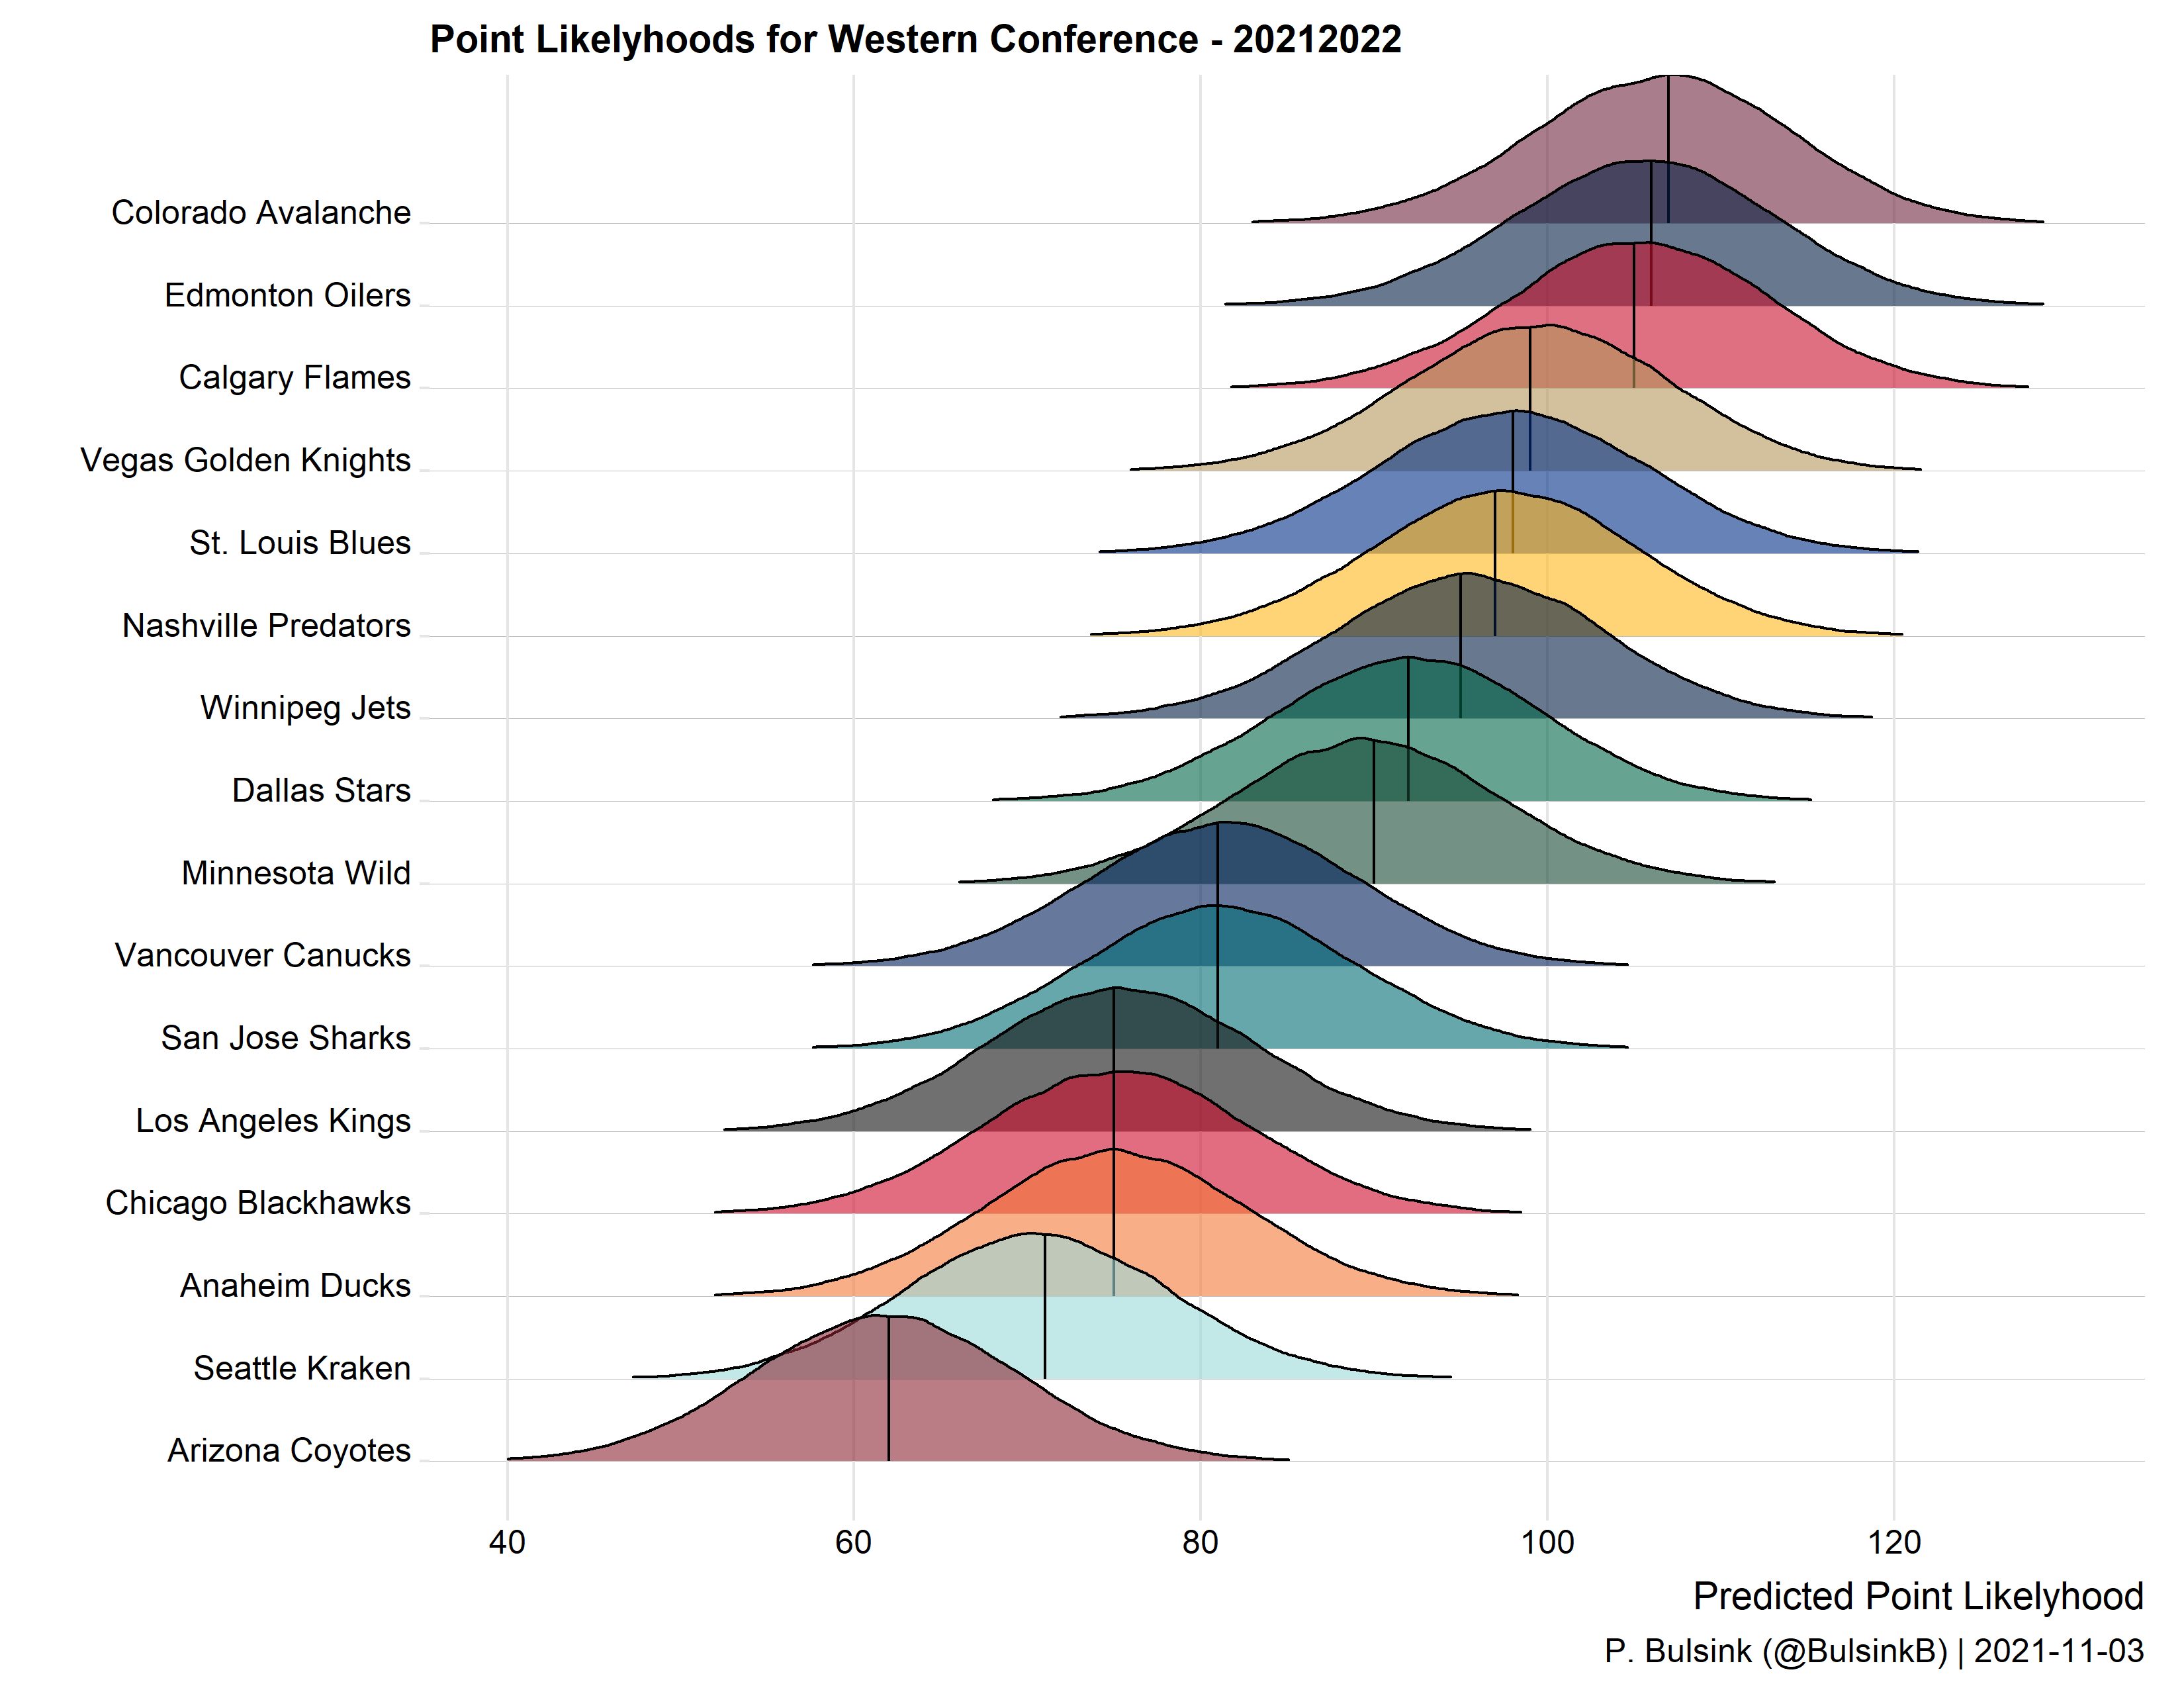 Point Likelyhoods for Western Conference - 20212022
Colorado Avalanche
Edmonton Oilers
Calgary Flames
Vegas Golden Knights
St. Louis Blues
Nashville Predators
Winnipeg Jets
Dallas Stars
Minnesota Wild
Vancouver Canucks
San Jose Sharks
Los Angeles Kings
Chicago Blackhawks
Anaheim Ducks
Seattle Kraken
Arizona Coyotes
40 60 80 100 120
Predicted Point Likelyhood
P. Bulsink (@BulsinkB) | 2021-11-03